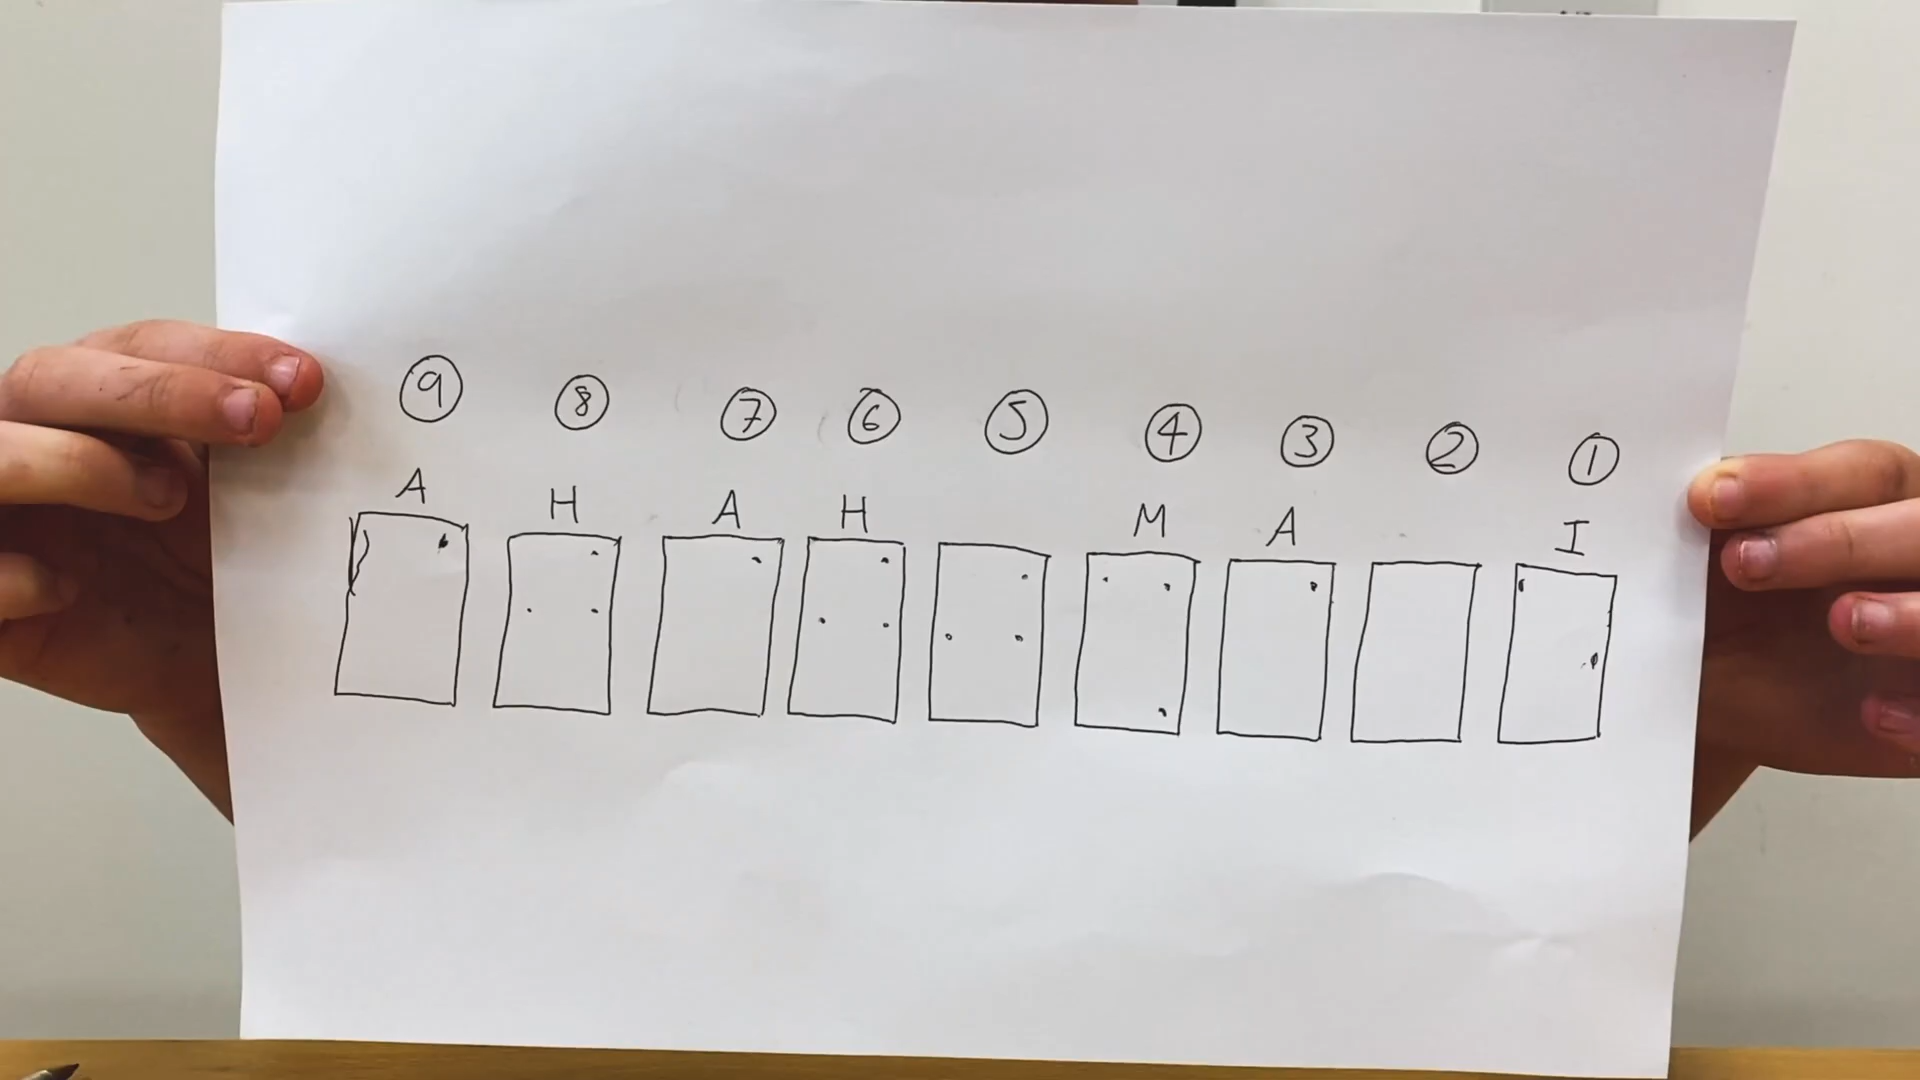 ⑨ ⑧ ⑦ ⑥ ⑤ ④ ③ ② ①
A H A H M A I